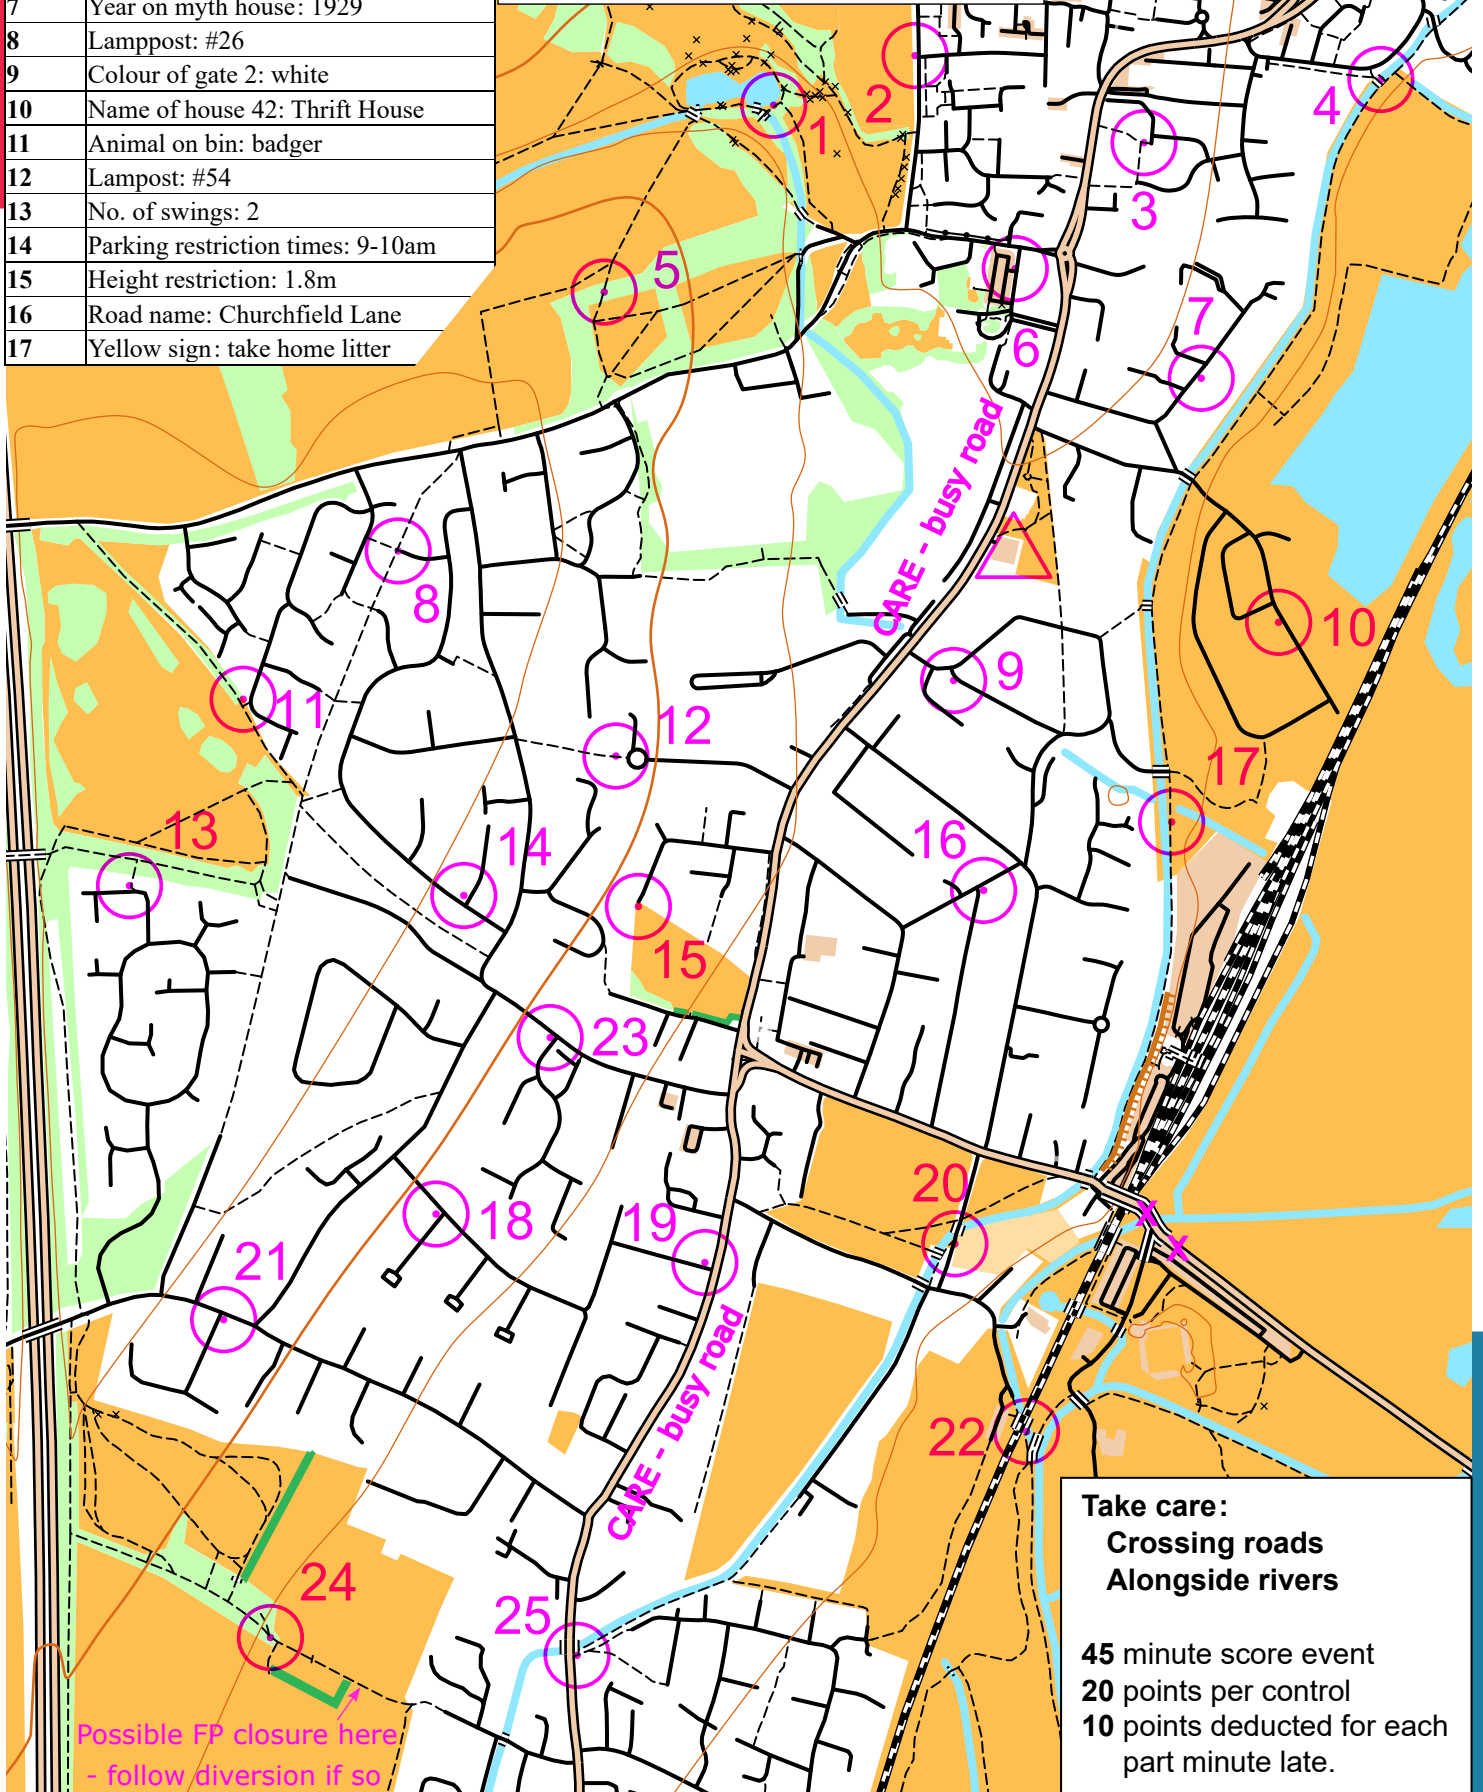 7 Year on myth house: 1929
8 Lamppost: #26
9 Colour of gate 2: white
10 Name of house 42: Thrift House
11 Animal on bin: badger
12 Lampost: #54
13 No. of swings: 2
14 Parking restriction times: 9-10am
15 Height restriction: 1.8m
16 Road name: Churchfield Lane
17 Yellow sign: take home litter
1
2
3
4
5
6
7
CARE - busy road
8
9
10
11
12
13
14
15
16
17
23
18
19
20
21
X
X
CARE - busy road
22
24
25
Possible FP closure here
- follow diversion if so
Take care:
Crossing roads
Alongside rivers
45 minute score event
20 points per control
10 points deducted for each
part minute late.